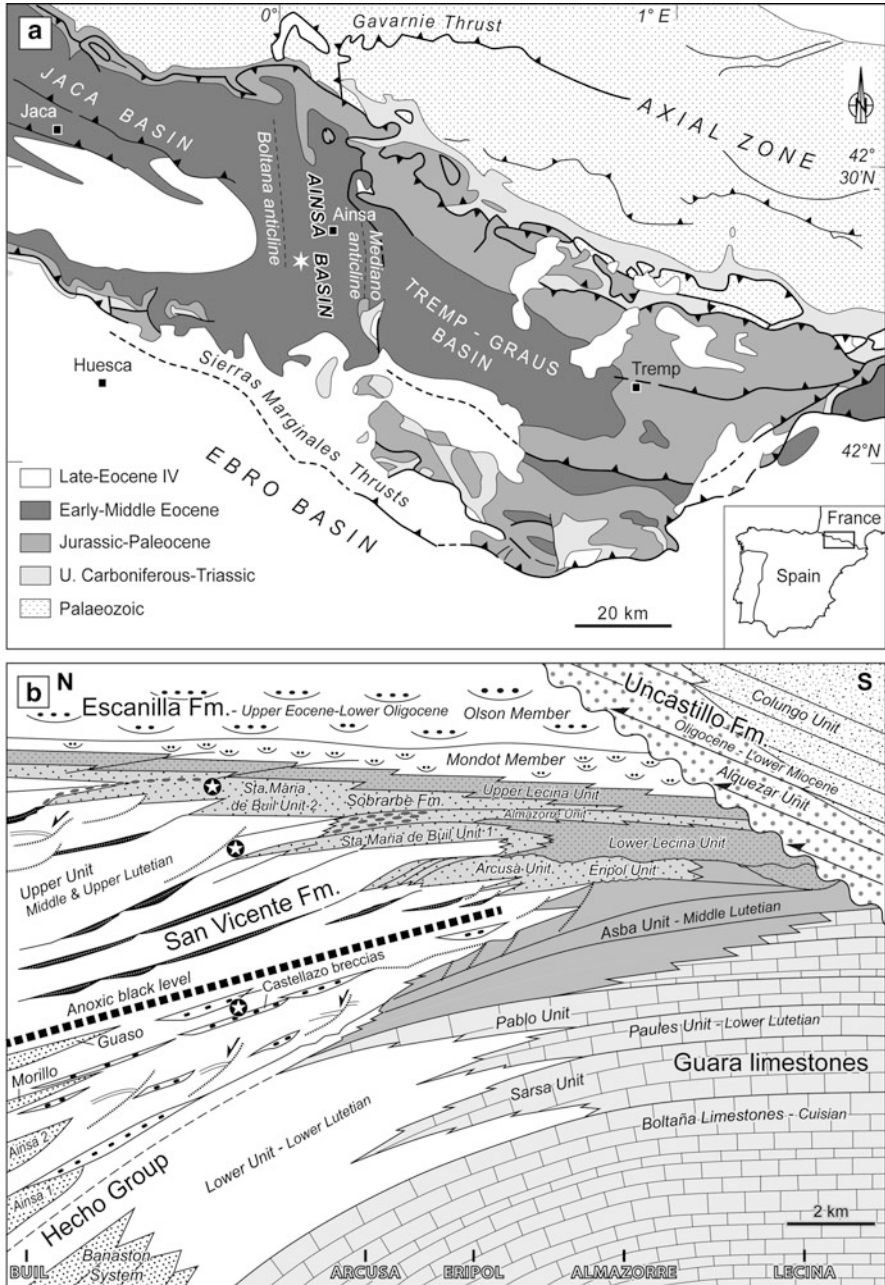 a
0°
Gavarnie Thrust
1° E
N
JACA BASIN
Jaca
AXIAL ZONE
42°
30'N
Boltana anticline
AINSA BASIN
Ainsa
Mediano
anticline
TREMP - GRAUS
BASIN
Huesca
Sierras Marginales Thrusts
Tremp
EBRO BASIN
42°N
Late-Eocene IV
Early-Middle Eocene
Jurassic-Paleocene
U. Carboniferous-Triassic
Palaeozoic
20 km
France
Spain
b
N
S
Escanilla Fm. - Upper Eocene-Lower Oligocene
Olson Member
Uncastillo Fm.
Oligocene - Lower Miocene
Colungo Unit
Alquezar Unit
Mondot Member
Sta.Maria
de Buil Unit-2
Sobrarbe Fm.
Upper Lecina Unit
Almazorre Unit
Sta Maria de Buil Unit 1
Lower Lecina Unit
Upper Unit
Middle & Upper Lutetian
Arcusa Unit.
Eripol Unit
San Vicente Fm.
Asba Unit - Middle Lutetian
Anoxic black level
Castellazo breccias
Guaso
Pablo Unit
Morillo
Paules Unit - Lower Lutetian
Guara limestones
Sarsa Unit
Ainsa 2
Lower Unit - Lower Lutetian
Boltaña Limestones - Cuisian
Ainsa 1
Hecho Group
2 km
Banaston
System
BUIL
ARCUSA
ERIPOL
ALMAZORRE
LECINA